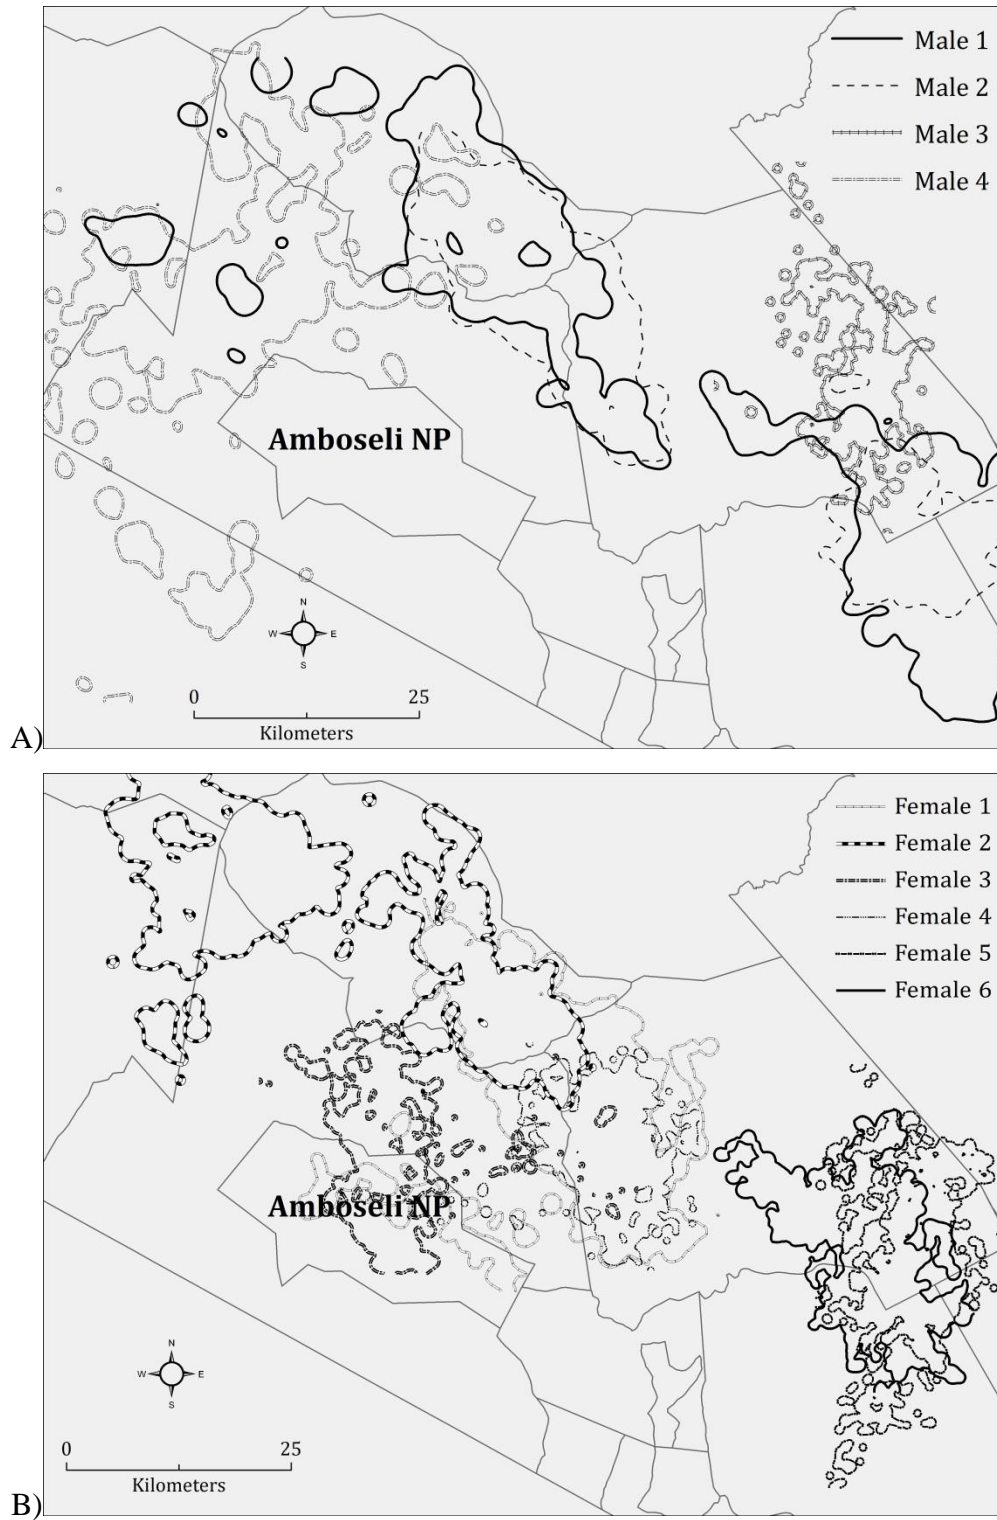 Male 1
Male 2
Male 3
Male 4
Amboseli NP
N
W E
S
0 25
Kilometers
A)
Female 1
Female 2
Female 3
Female 4
Female 5
Female 6
Amboseli NP
N
W E
S
0 25
Kilometers
B)